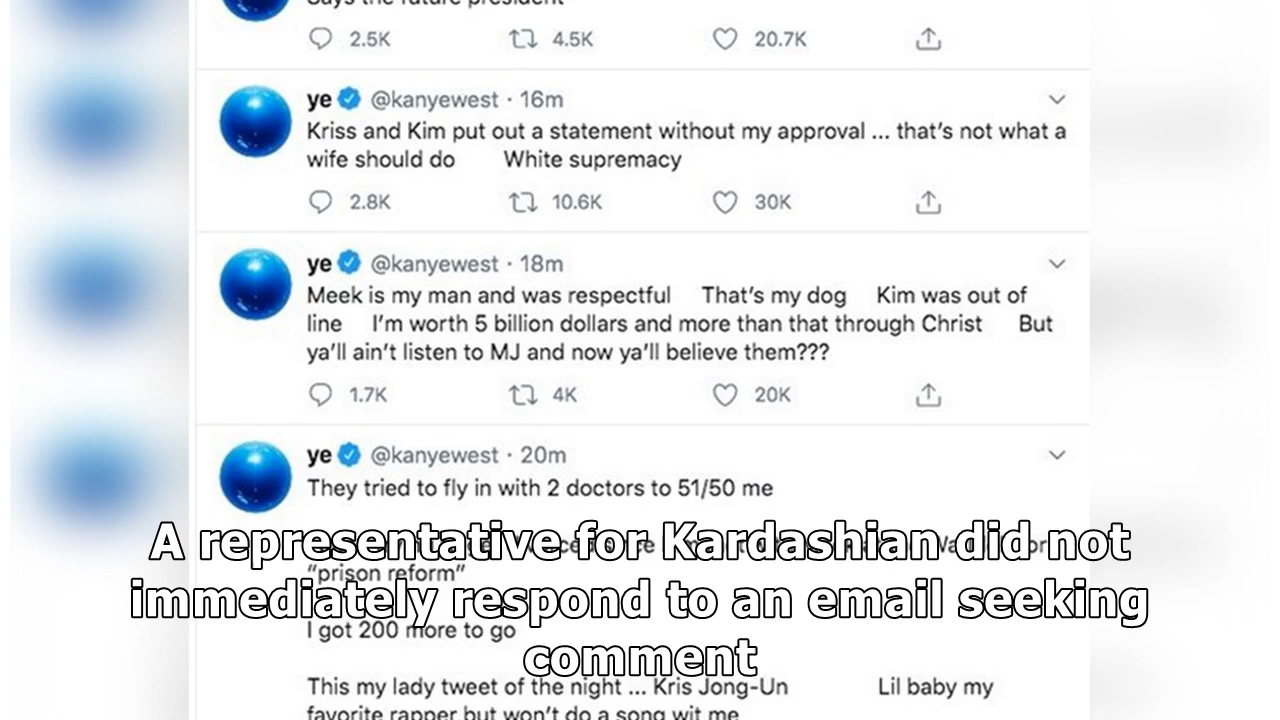 Says the future president
2.5K 4.5K 20.7K
ye @kanyewest · 16m
Kriss and Kim put out a statement without my approval ... that's not what a
wife should do White supremacy
2.8K 10.6K 30K
ye @kanyewest · 18m
Meek is my man and was respectful That's my dog Kim was out of
line I'm worth 5 billion dollars and more than that through Christ But
ya'll ain't listen to MJ and now ya'll believe them???
1.7K 4K 20K
ye @kanyewest · 20m
They tried to fly in with 2 doctors to 51/50 me
A representative for Kardashian did not
"prison reform"
immediately respond to an email seeking
I got 200 more to go
comment
This my lady tweet of the night ... Kris Jong-Un Lil baby my
favorite rapper but won't do a song wit me